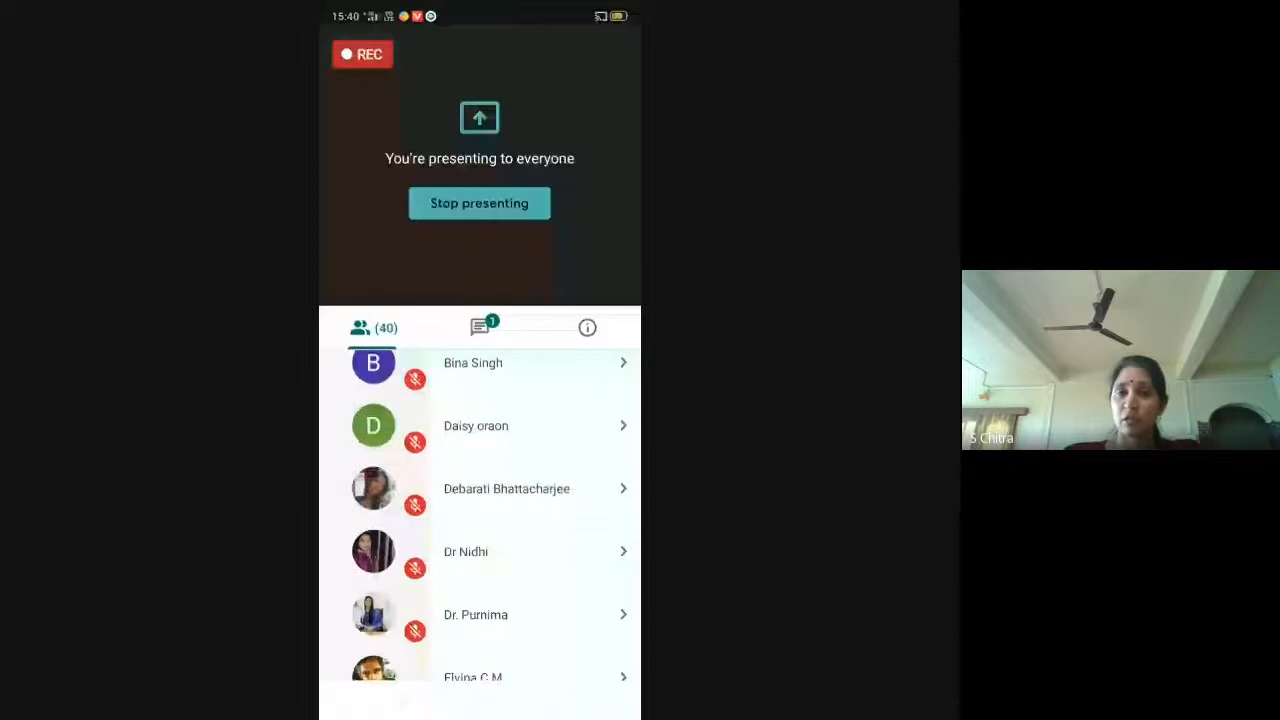 15:40
REC
You're presenting to everyone
Stop presenting
(40)
1
B
Bina Singh
D
Daisy oraon
Debarati Bhattacharjee
Dr Nidhi
Dr. Purnima
Elvina C M
S Chitra